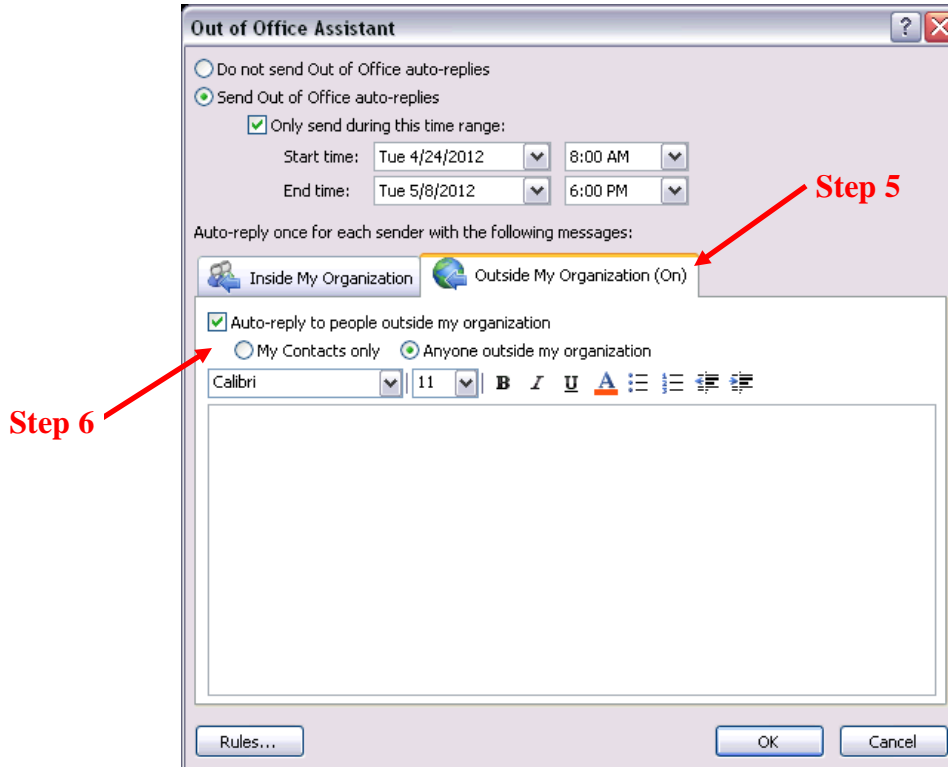 Out of Office Assistant
Do not send Out of Office auto-replies
Send Out of Office auto-replies
Only send during this time range:
Start time: Tue 4/24/2012 8:00 AM
End time: Tue 5/8/2012 6:00 PM
Step 5
Auto-reply once for each sender with the following messages:
Inside My Organization Outside My Organization (On)
Auto-reply to people outside my organization
My Contacts only Anyone outside my organization
Calibri 11 B I U A
Step 6
Rules... OK Cancel